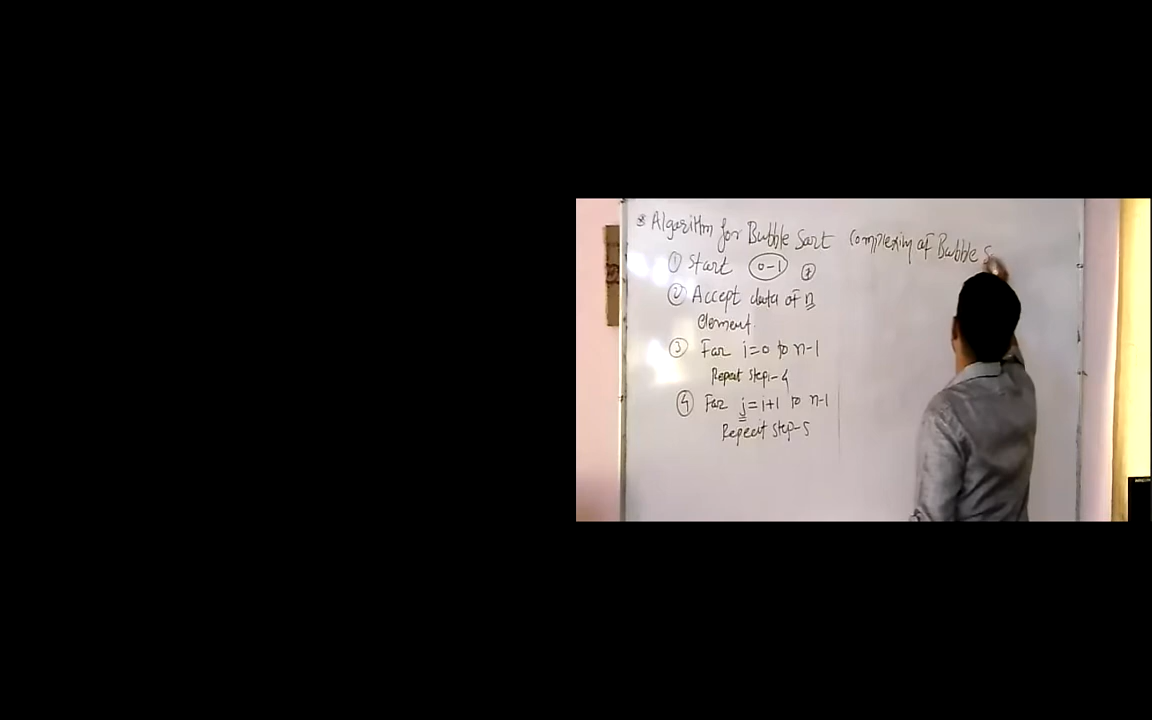 * Algorithm for Bubble Sort
① Start 0-1
② Accept data of n
Element.
③ For i=0 to n-1
Repeat step-4
④ For j=i+1 to n-1
Repeat step-5
Complexity of Bubble S